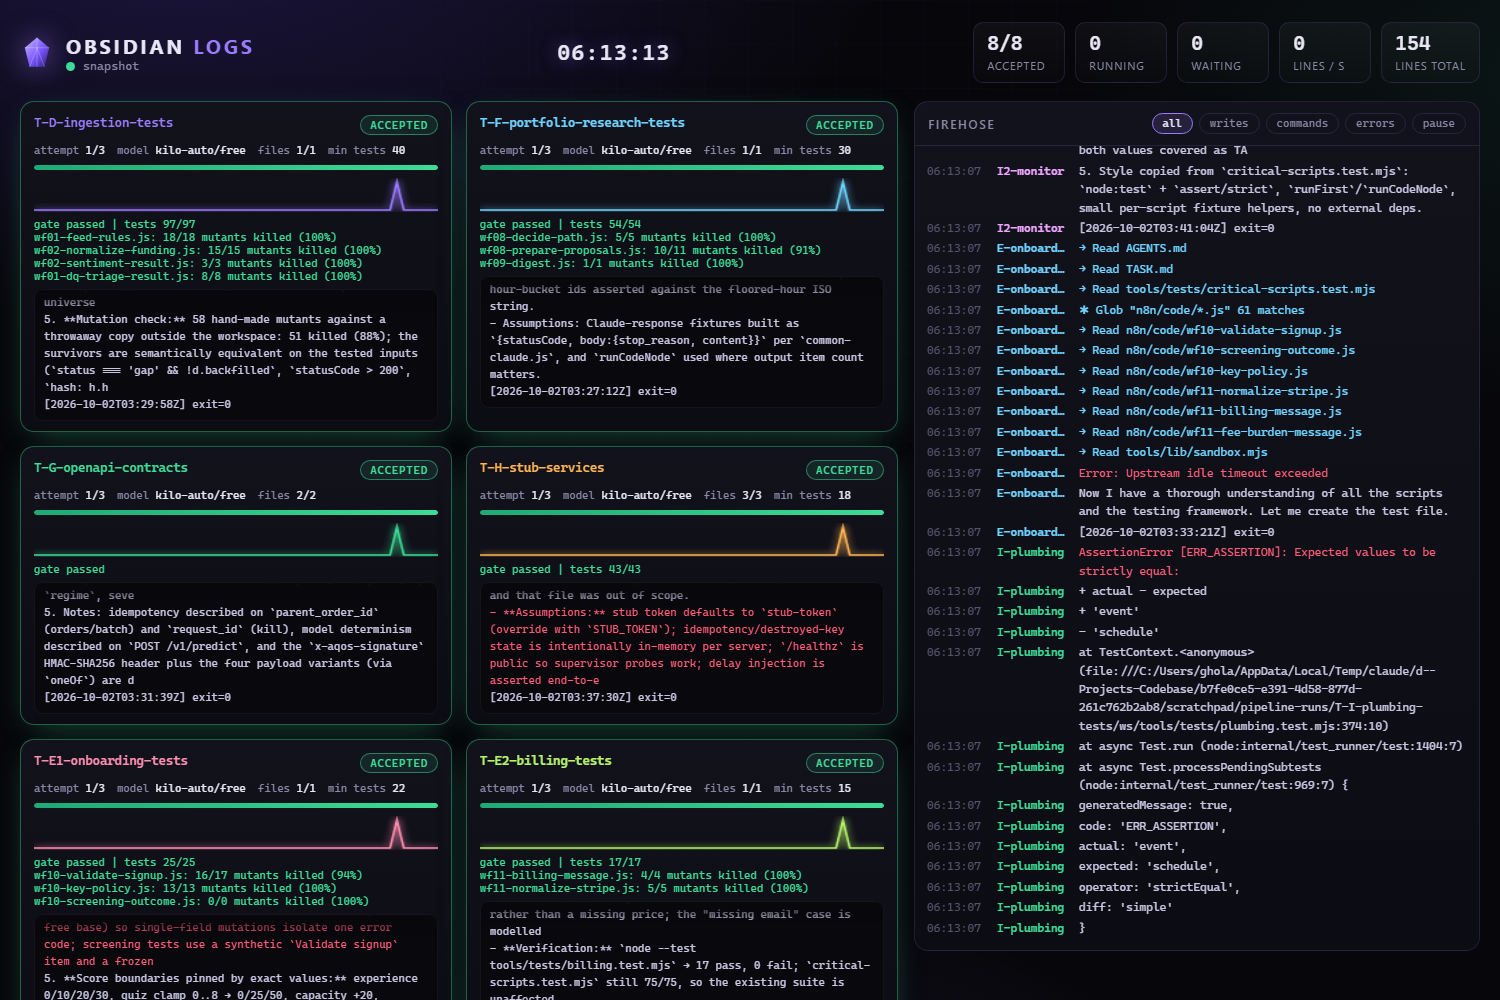 OBSIDIAN LOGS
snapshot
06:13:13
8/8
ACCEPTED
0
RUNNING
0
WAITING
0
LINES / S
154
LINES TOTAL
T-D-ingestion-tests
ACCEPTED
attempt 1/3 model kilo-auto/free files 1/1 min tests 40
gate passed | tests 97/97
wf01-feed-rules.js: 18/18 mutants killed (100%)
wf02-normalize-funding.js: 15/15 mutants killed (100%)
wf02-sentiment-result.js: 3/3 mutants killed (100%)
wf01-dq-triage-result.js: 8/8 mutants killed (100%)
universe
5. **Mutation check:** 58 hand-made mutants against a
throwaway copy outside the workspace: 51 killed (88%); the
survivors are semantically equivalent on the tested inputs
(`status === 'gap' && !d.backfilled`, `statusCode > 200`,
`hash: h.h
[2026-10-02T03:29:58Z] exit=0
T-F-portfolio-research-tests
ACCEPTED
attempt 1/3 model kilo-auto/free files 1/1 min tests 30
gate passed | tests 54/54
wf08-decide-path.js: 5/5 mutants killed (100%)
wf08-prepare-proposals.js: 10/11 mutants killed (91%)
wf09-digest.js: 1/1 mutants killed (100%)
hour-bucket ids asserted against the floored-hour ISO
string.
- Assumptions: Claude-response fixtures built as
`{statusCode, body:{stop_reason, content}}` per `common-
claude.js`, and `runCodeNode` used where output item count
matters.
[2026-10-02T03:27:12Z] exit=0
T-G-openapi-contracts
ACCEPTED
attempt 1/3 model kilo-auto/free files 2/2
gate passed
`regime`, seve
5. Notes: idempotency described on `parent_order_id`
(orders/batch) and `request_id` (kill), model determinism
described on `POST /v1/predict`, and the `x-aqos-signature`
HMAC-SHA256 header plus the four payload variants (via
`oneOf`) are d
[2026-10-02T03:31:39Z] exit=0
T-H-stub-services
ACCEPTED
attempt 1/3 model kilo-auto/free files 3/3 min tests 18
gate passed | tests 43/43
and that file was out of scope.
- **Assumptions:** stub token defaults to `stub-token`
(override with `STUB_TOKEN`); idempotency/destroyed-key
state is intentionally in-memory per server; `/healthz` is
public so supervisor probes work; delay injection is
asserted end-to-e
[2026-10-02T03:37:30Z] exit=0
T-E1-onboarding-tests
ACCEPTED
attempt 1/3 model kilo-auto/free files 1/1 min tests 22
gate passed | tests 25/25
wf10-validate-signup.js: 16/17 mutants killed (94%)
wf10-key-policy.js: 13/13 mutants killed (100%)
wf10-screening-outcome.js: 0/0 mutants killed (100%)
free base) so single-field mutations isolate one error
code; screening tests use a synthetic `Validate signup`
item and a frozen
5. **Score boundaries pinned by exact values:** experience
0/10/20/30, quiz clamp 0..8 → 0/25/50, capacity +20,
T-E2-billing-tests
ACCEPTED
attempt 1/3 model kilo-auto/free files 1/1 min tests 15
gate passed | tests 17/17
wf11-billing-message.js: 4/4 mutants killed (100%)
wf11-normalize-stripe.js: 5/5 mutants killed (100%)
rather than a missing price; the "missing email" case is
modelled
- **Verification:** `node --test
tools/tests/billing.test.mjs` → 17 pass, 0 fail; `critical-
scripts.test.mjs` still 75/75, so the existing suite is
unaffected
FIREHOSE
all writes commands errors pause
both values covered as TA
06:13:07 I2-monitor 5. Style copied from `critical-scripts.test.mjs`:
`node:test` + `assert/strict`, `runFirst`/`runCodeNode`,
small per-script fixture helpers, no external deps.
06:13:07 I2-monitor [2026-10-02T03:41:04Z] exit=0
06:13:07 E-onboard… → Read AGENTS.md
06:13:07 E-onboard… → Read TASK.md
06:13:07 E-onboard… → Read tools/tests/critical-scripts.test.mjs
06:13:07 E-onboard… ✱ Glob "n8n/code/*.js" 61 matches
06:13:07 E-onboard… → Read n8n/code/wf10-validate-signup.js
06:13:07 E-onboard… → Read n8n/code/wf10-screening-outcome.js
06:13:07 E-onboard… → Read n8n/code/wf10-key-policy.js
06:13:07 E-onboard… → Read n8n/code/wf11-normalize-stripe.js
06:13:07 E-onboard… → Read n8n/code/wf11-billing-message.js
06:13:07 E-onboard… → Read n8n/code/wf11-fee-burden-message.js
06:13:07 E-onboard… → Read tools/lib/sandbox.mjs
06:13:07 E-onboard… Error: Upstream idle timeout exceeded
06:13:07 E-onboard… Now I have a thorough understanding of all the scripts
and the testing framework. Let me create the test file.
06:13:07 E-onboard… [2026-10-02T03:33:21Z] exit=0
06:13:07 I-plumbing AssertionError [ERR_ASSERTION]: Expected values to be
strictly equal:
06:13:07 I-plumbing + actual - expected
06:13:07 I-plumbing + 'event'
06:13:07 I-plumbing - 'schedule'
06:13:07 I-plumbing at TestContext.<anonymous>
(file:///C:/Users/ghola/AppData/Local/Temp/claude/d--
Projects-Codebase/b7fe0ce5-e391-4d58-877d-
261c762b2ab8/scratchpad/pipeline-runs/T-I-plumbing-
tests/ws/tools/tests/plumbing.test.mjs:374:10)
06:13:07 I-plumbing at async Test.run (node:internal/test_runner/test:1404:7)
06:13:07 I-plumbing at async Test.processPendingSubtests
(node:internal/test_runner/test:969:7) {
06:13:07 I-plumbing generatedMessage: true,
06:13:07 I-plumbing code: 'ERR_ASSERTION',
06:13:07 I-plumbing actual: 'event',
06:13:07 I-plumbing expected: 'schedule',
06:13:07 I-plumbing operator: 'strictEqual',
06:13:07 I-plumbing diff: 'simple'
06:13:07 I-plumbing }